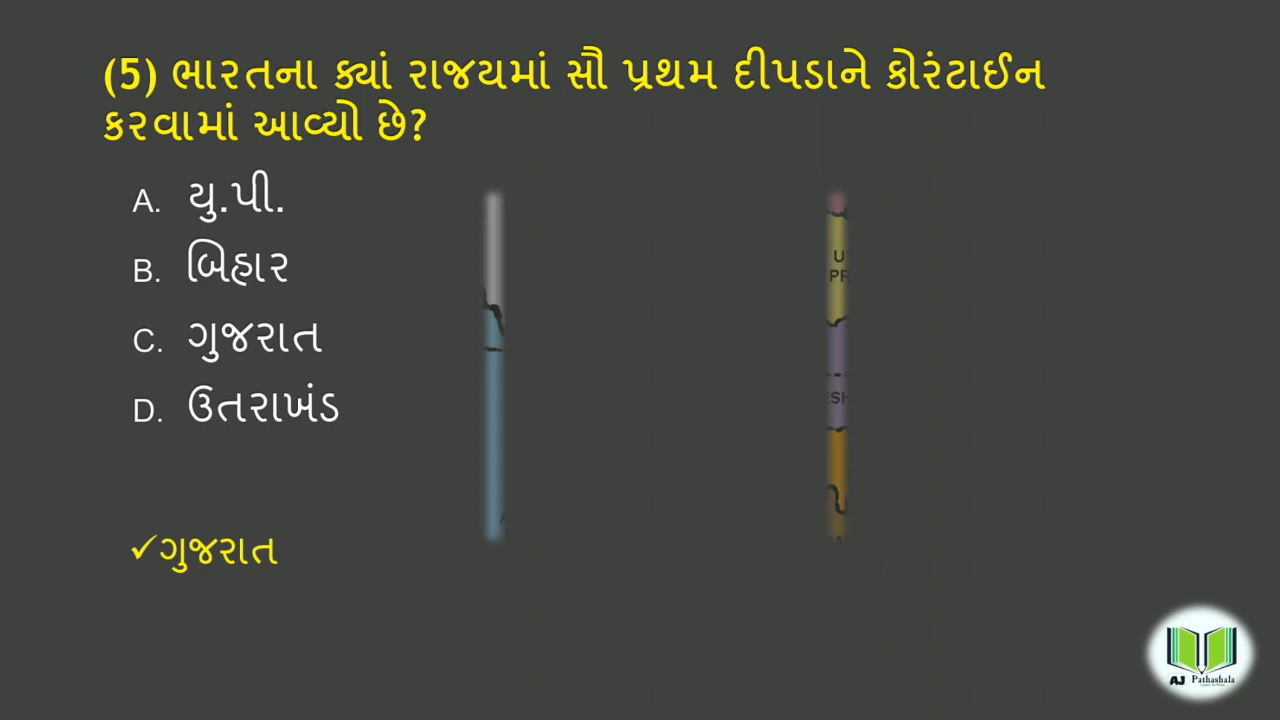 (5) ભારતના ક્યાં રાજયમાં સૌ પ્રથમ દીપડાને કોરંટાઈન
કરવામાં આવ્યો છે?
A. યુ.પી.
B. બિહાર
C. ગુજરાત
D. ઉતરાખંડ
✓ગુજરાત
AJ Pathashala